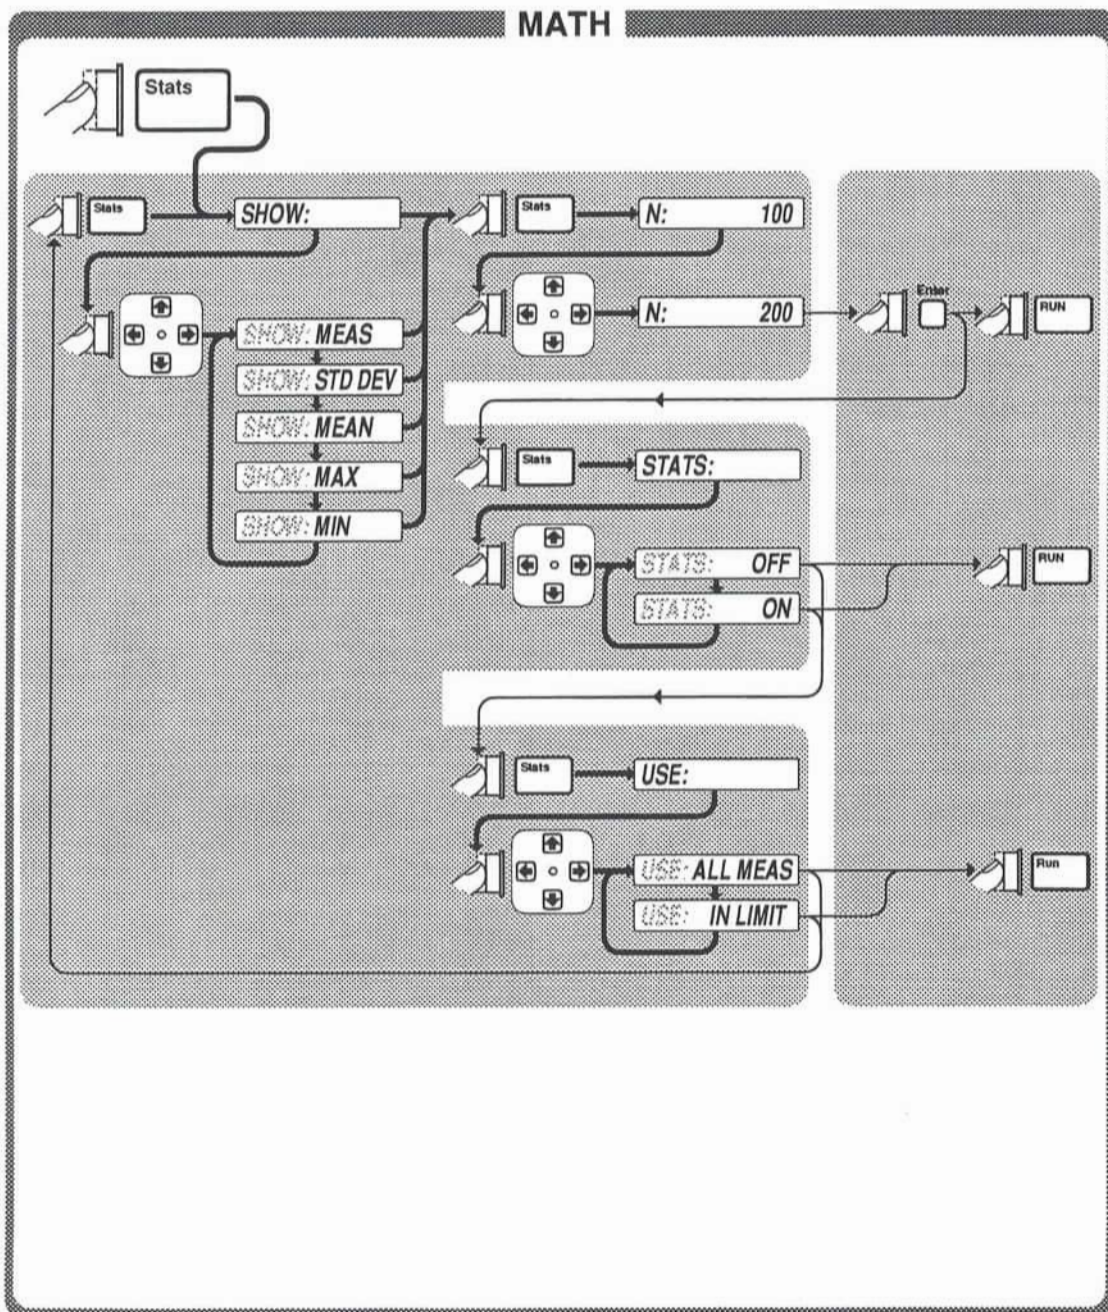 MATH
Stats
Stats
SHOW:
SHOW: MEAS
SHOW: STD DEV
SHOW: MEAN
SHOW: MAX
SHOW: MIN
Stats
N: 100
N: 200
Enter
RUN
Stats
STATS:
STATS: OFF
STATS: ON
RUN
Stats
USE:
USE: ALL MEAS
USE: IN LIMIT
Run